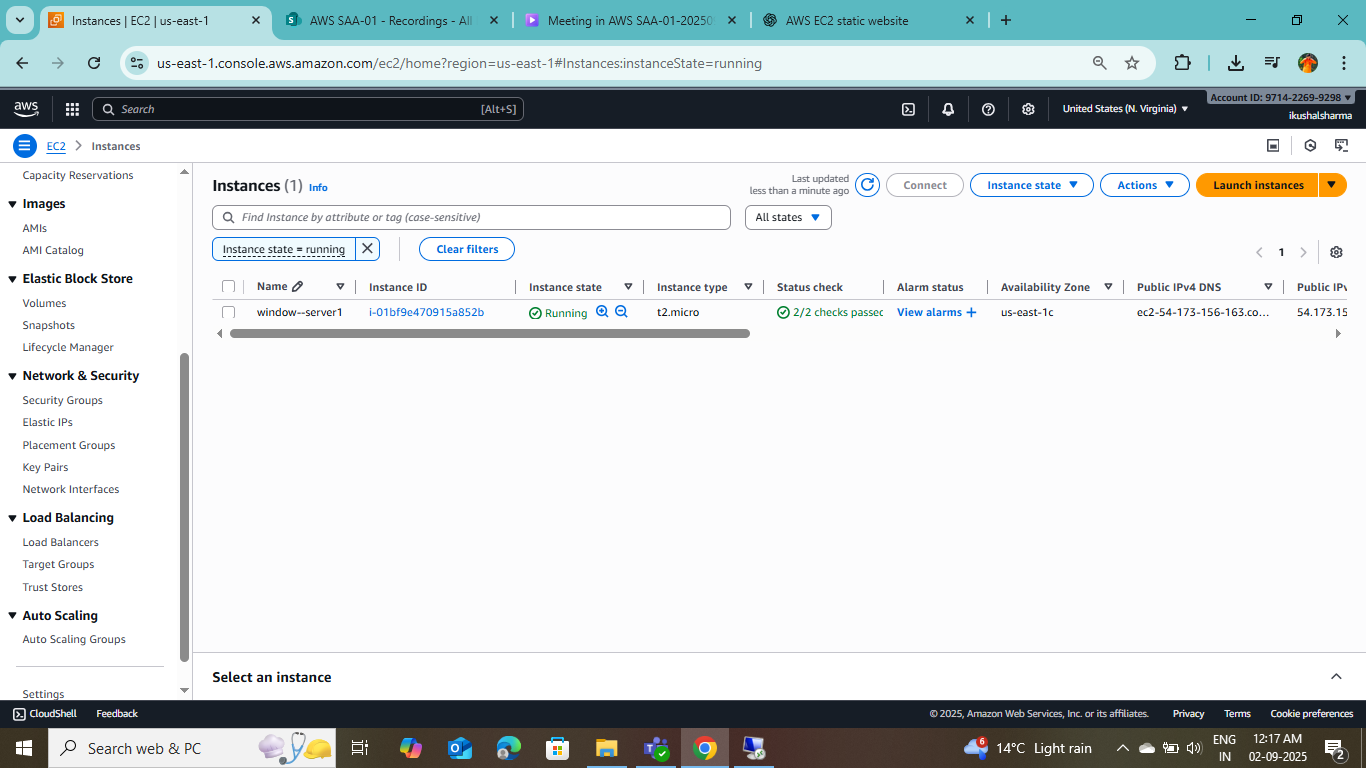 Instances | EC2 | us-east-1
AWS SAA-01 - Recordings - All
Meeting in AWS SAA-01-202509
AWS EC2 static website
us-east-1.console.aws.amazon.com/ec2/home?region=us-east-1#Instances:instanceState=running
aws
Search
[Alt+S]
United States (N. Virginia)
Account ID: 9714-2269-9298
ikushalsharma
EC2
Instances
Capacity Reservations
Images
AMIs
AMI Catalog
Elastic Block Store
Volumes
Snapshots
Lifecycle Manager
Network & Security
Security Groups
Elastic IPs
Placement Groups
Key Pairs
Network Interfaces
Load Balancing
Load Balancers
Target Groups
Trust Stores
Auto Scaling
Auto Scaling Groups
Settings
Instances (1) Info
Last updated
less than a minute ago
Connect
Instance state
Actions
Launch instances
Find Instance by attribute or tag (case-sensitive)
All states
Instance state = running
Clear filters
1
Name Instance ID Instance state Instance type Status check Alarm status Availability Zone Public IPv4 DNS Public IPv
window--server1 i-01bf9e470915a852b Running t2.micro 2/2 checks passed View alarms + us-east-1c ec2-54-173-156-163.co... 54.173.15
Select an instance
CloudShell Feedback
© 2025, Amazon Web Services, Inc. or its affiliates. Privacy Terms Cookie preferences
Search web & PC
6
14°C Light rain
ENG
IN
12:17 AM
02-09-2025
2